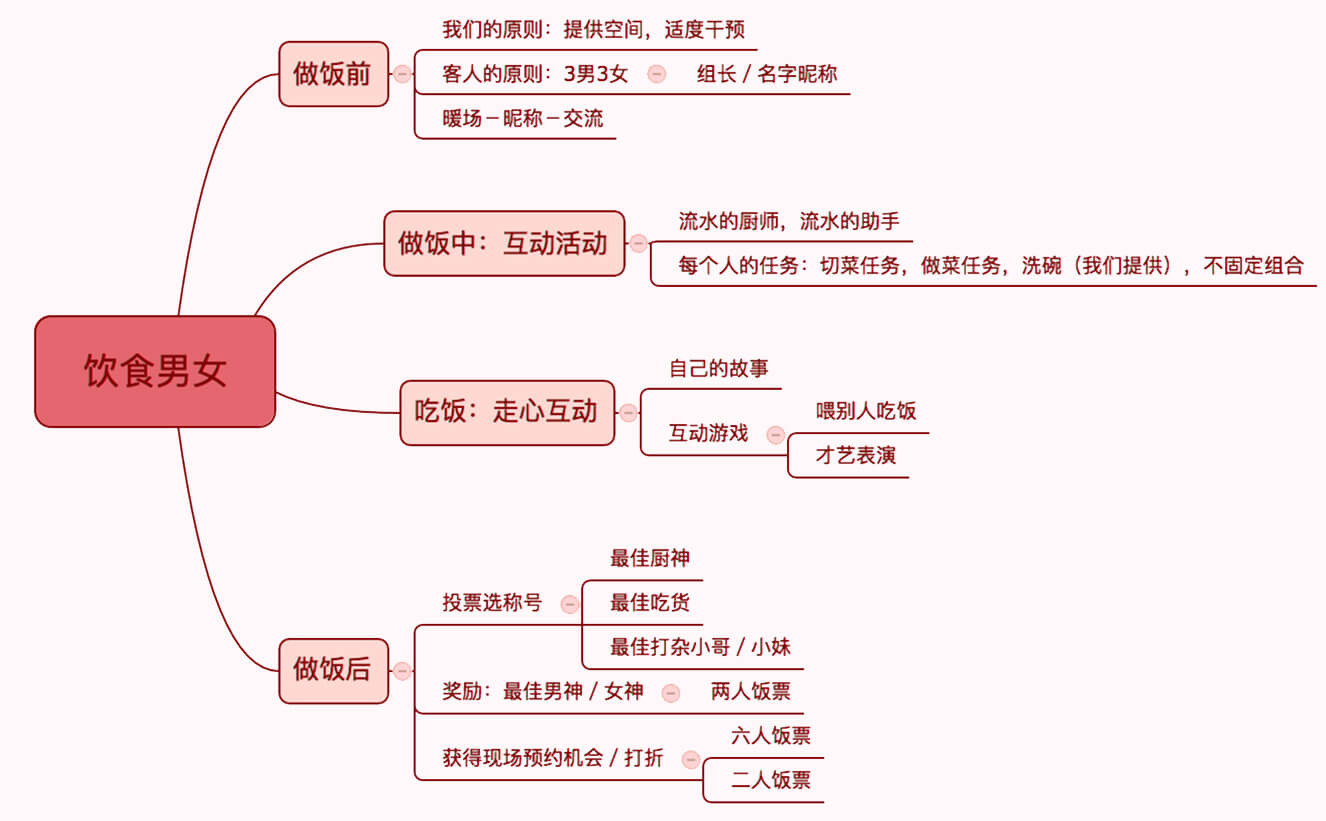 饮食男女
做饭前
我们的原则：提供空间，适度干预
客人的原则：3男3女
组长 / 名字昵称
暖场－昵称－交流
做饭中：互动活动
流水的厨师，流水的助手
每个人的任务：切菜任务，做菜任务，洗碗（我们提供），不固定组合
吃饭：走心互动
自己的故事
互动游戏
喂别人吃饭
才艺表演
做饭后
投票选称号
最佳厨神
最佳吃货
最佳打杂小哥 / 小妹
奖励：最佳男神 / 女神
两人饭票
获得现场预约机会 / 打折
六人饭票
二人饭票